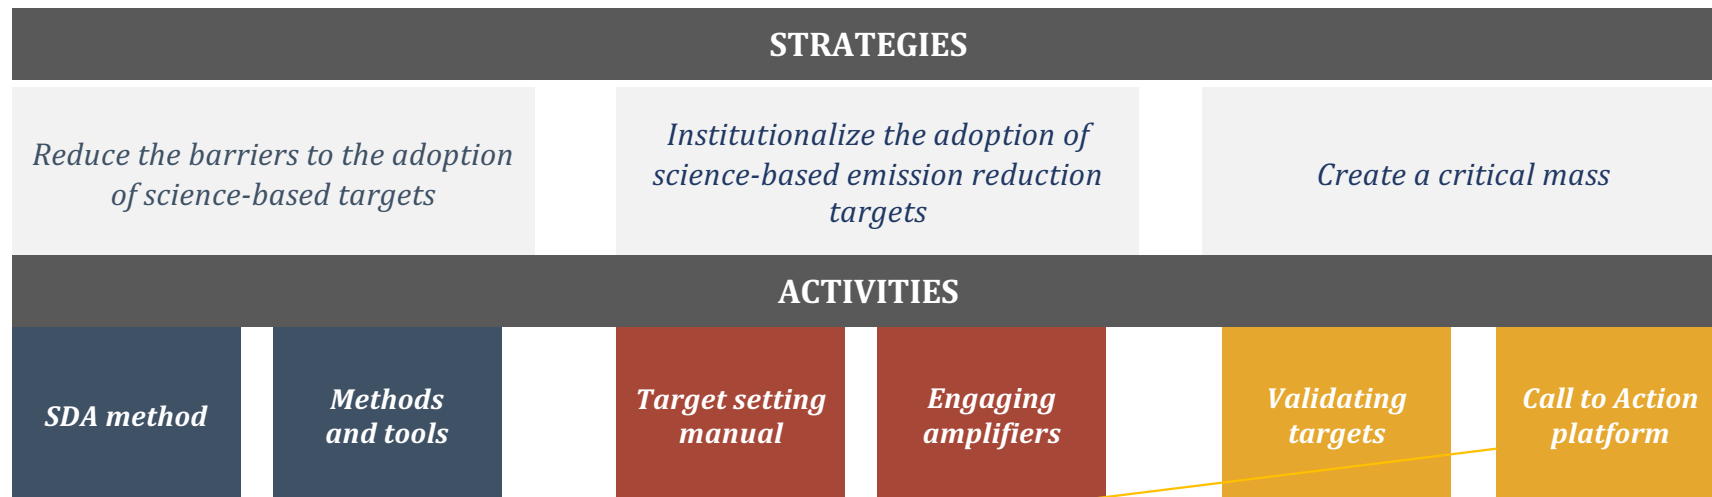 STRATEGIES
Reduce the barriers to the adoption
of science-based targets
Institutionalize the adoption of
science-based emission reduction
targets
Create a critical mass
ACTIVITIES
SDA method
Methods
and tools
Target setting
manual
Engaging
amplifiers
Validating
targets
Call to Action
platform